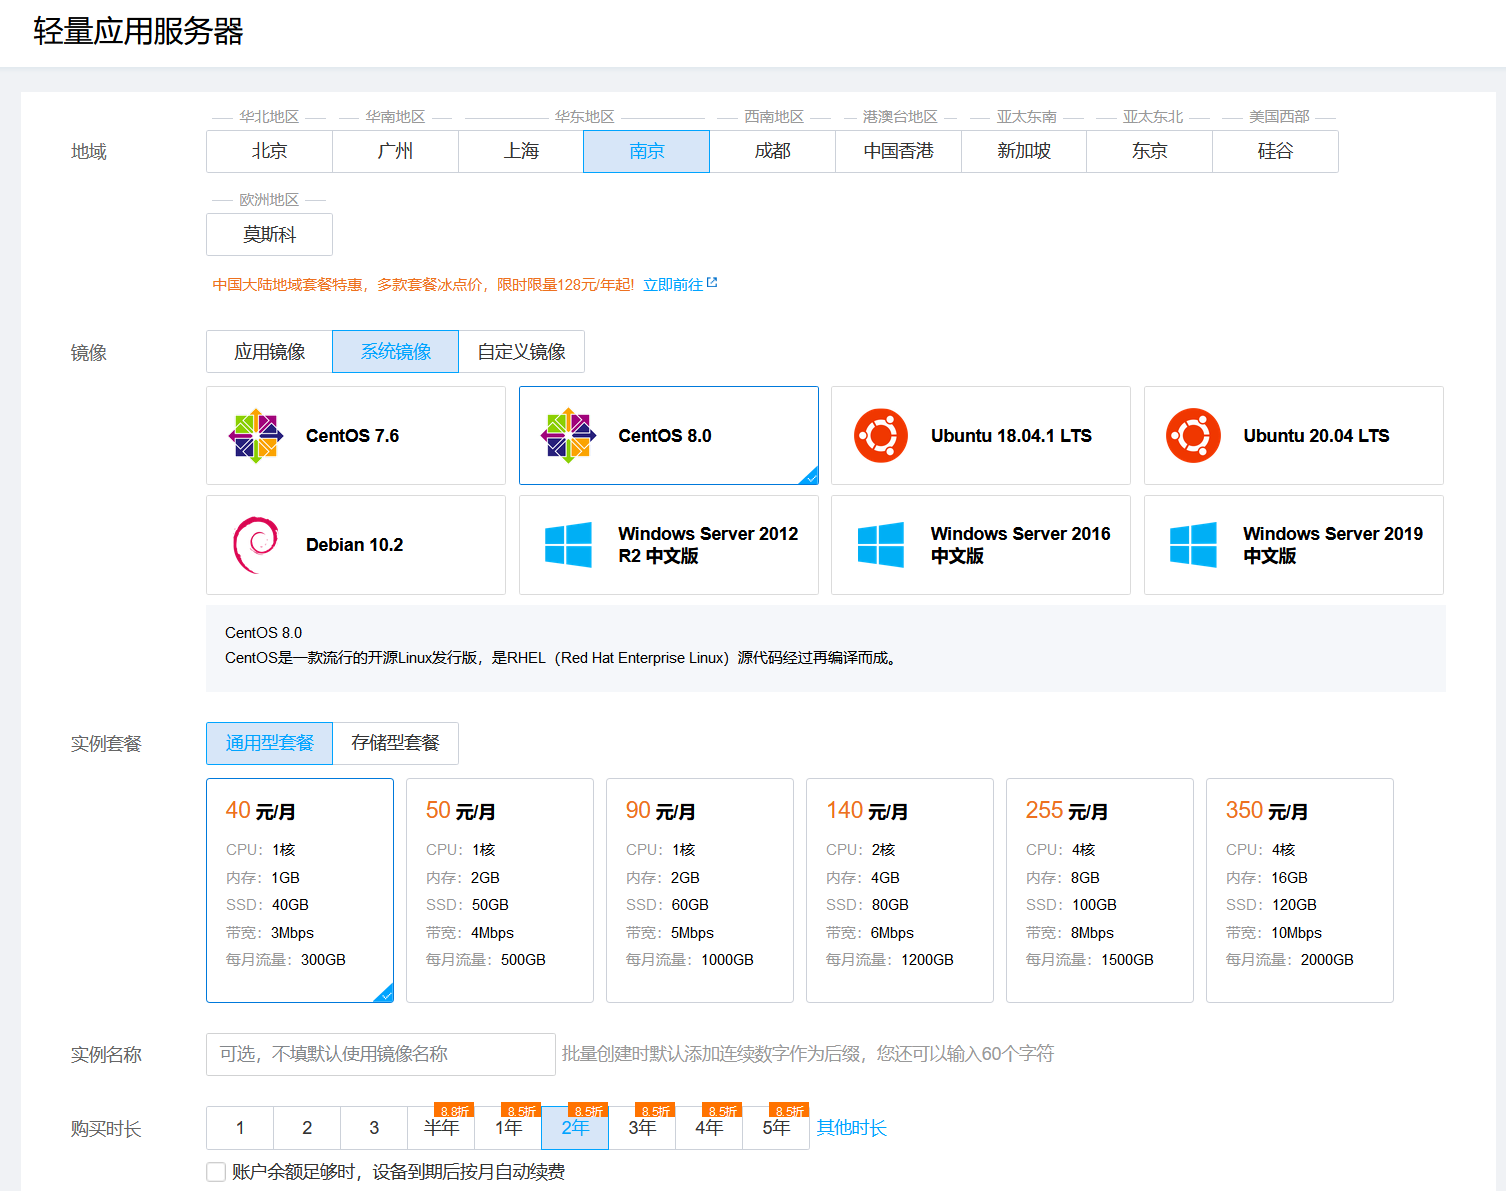 轻量应用服务器
华北地区 华南地区 华东地区 西南地区 港澳台地区 亚太东南 亚太东北 美国西部
地域 北京 广州 上海 南京 成都 中国香港 新加坡 东京 硅谷
欧洲地区
莫斯科
中国大陆地域套餐特惠，多款套餐冰点价，限时限量128元/年起! 立即前往
镜像 应用镜像 系统镜像 自定义镜像
CentOS 7.6 CentOS 8.0 Ubuntu 18.04.1 LTS Ubuntu 20.04 LTS
Debian 10.2
Windows Server 2012
R2 中文版
Windows Server 2016
中文版
Windows Server 2019
中文版
CentOS 8.0
CentOS是一款流行的开源Linux发行版，是RHEL（Red Hat Enterprise Linux）源代码经过再编译而成。
实例套餐 通用型套餐 存储型套餐
40 元/月
CPU： 1核
内存： 1GB
SSD： 40GB
带宽： 3Mbps
每月流量： 300GB
50 元/月
CPU： 1核
内存： 2GB
SSD： 50GB
带宽： 4Mbps
每月流量： 500GB
90 元/月
CPU： 1核
内存： 2GB
SSD： 60GB
带宽： 5Mbps
每月流量： 1000GB
140 元/月
CPU： 2核
内存： 4GB
SSD： 80GB
带宽： 6Mbps
每月流量： 1200GB
255 元/月
CPU： 4核
内存： 8GB
SSD： 100GB
带宽： 8Mbps
每月流量： 1500GB
350 元/月
CPU： 4核
内存： 16GB
SSD： 120GB
带宽： 10Mbps
每月流量： 2000GB
实例名称 可选，不填默认使用镜像名称 批量创建时默认添加连续数字作为后缀，您还可以输入60个字符
8.8折 8.5折 8.5折 8.5折 8.5折 8.5折
购买时长 1 2 3 半年 1年 2年 3年 4年 5年 其他时长
账户余额足够时，设备到期后按月自动续费